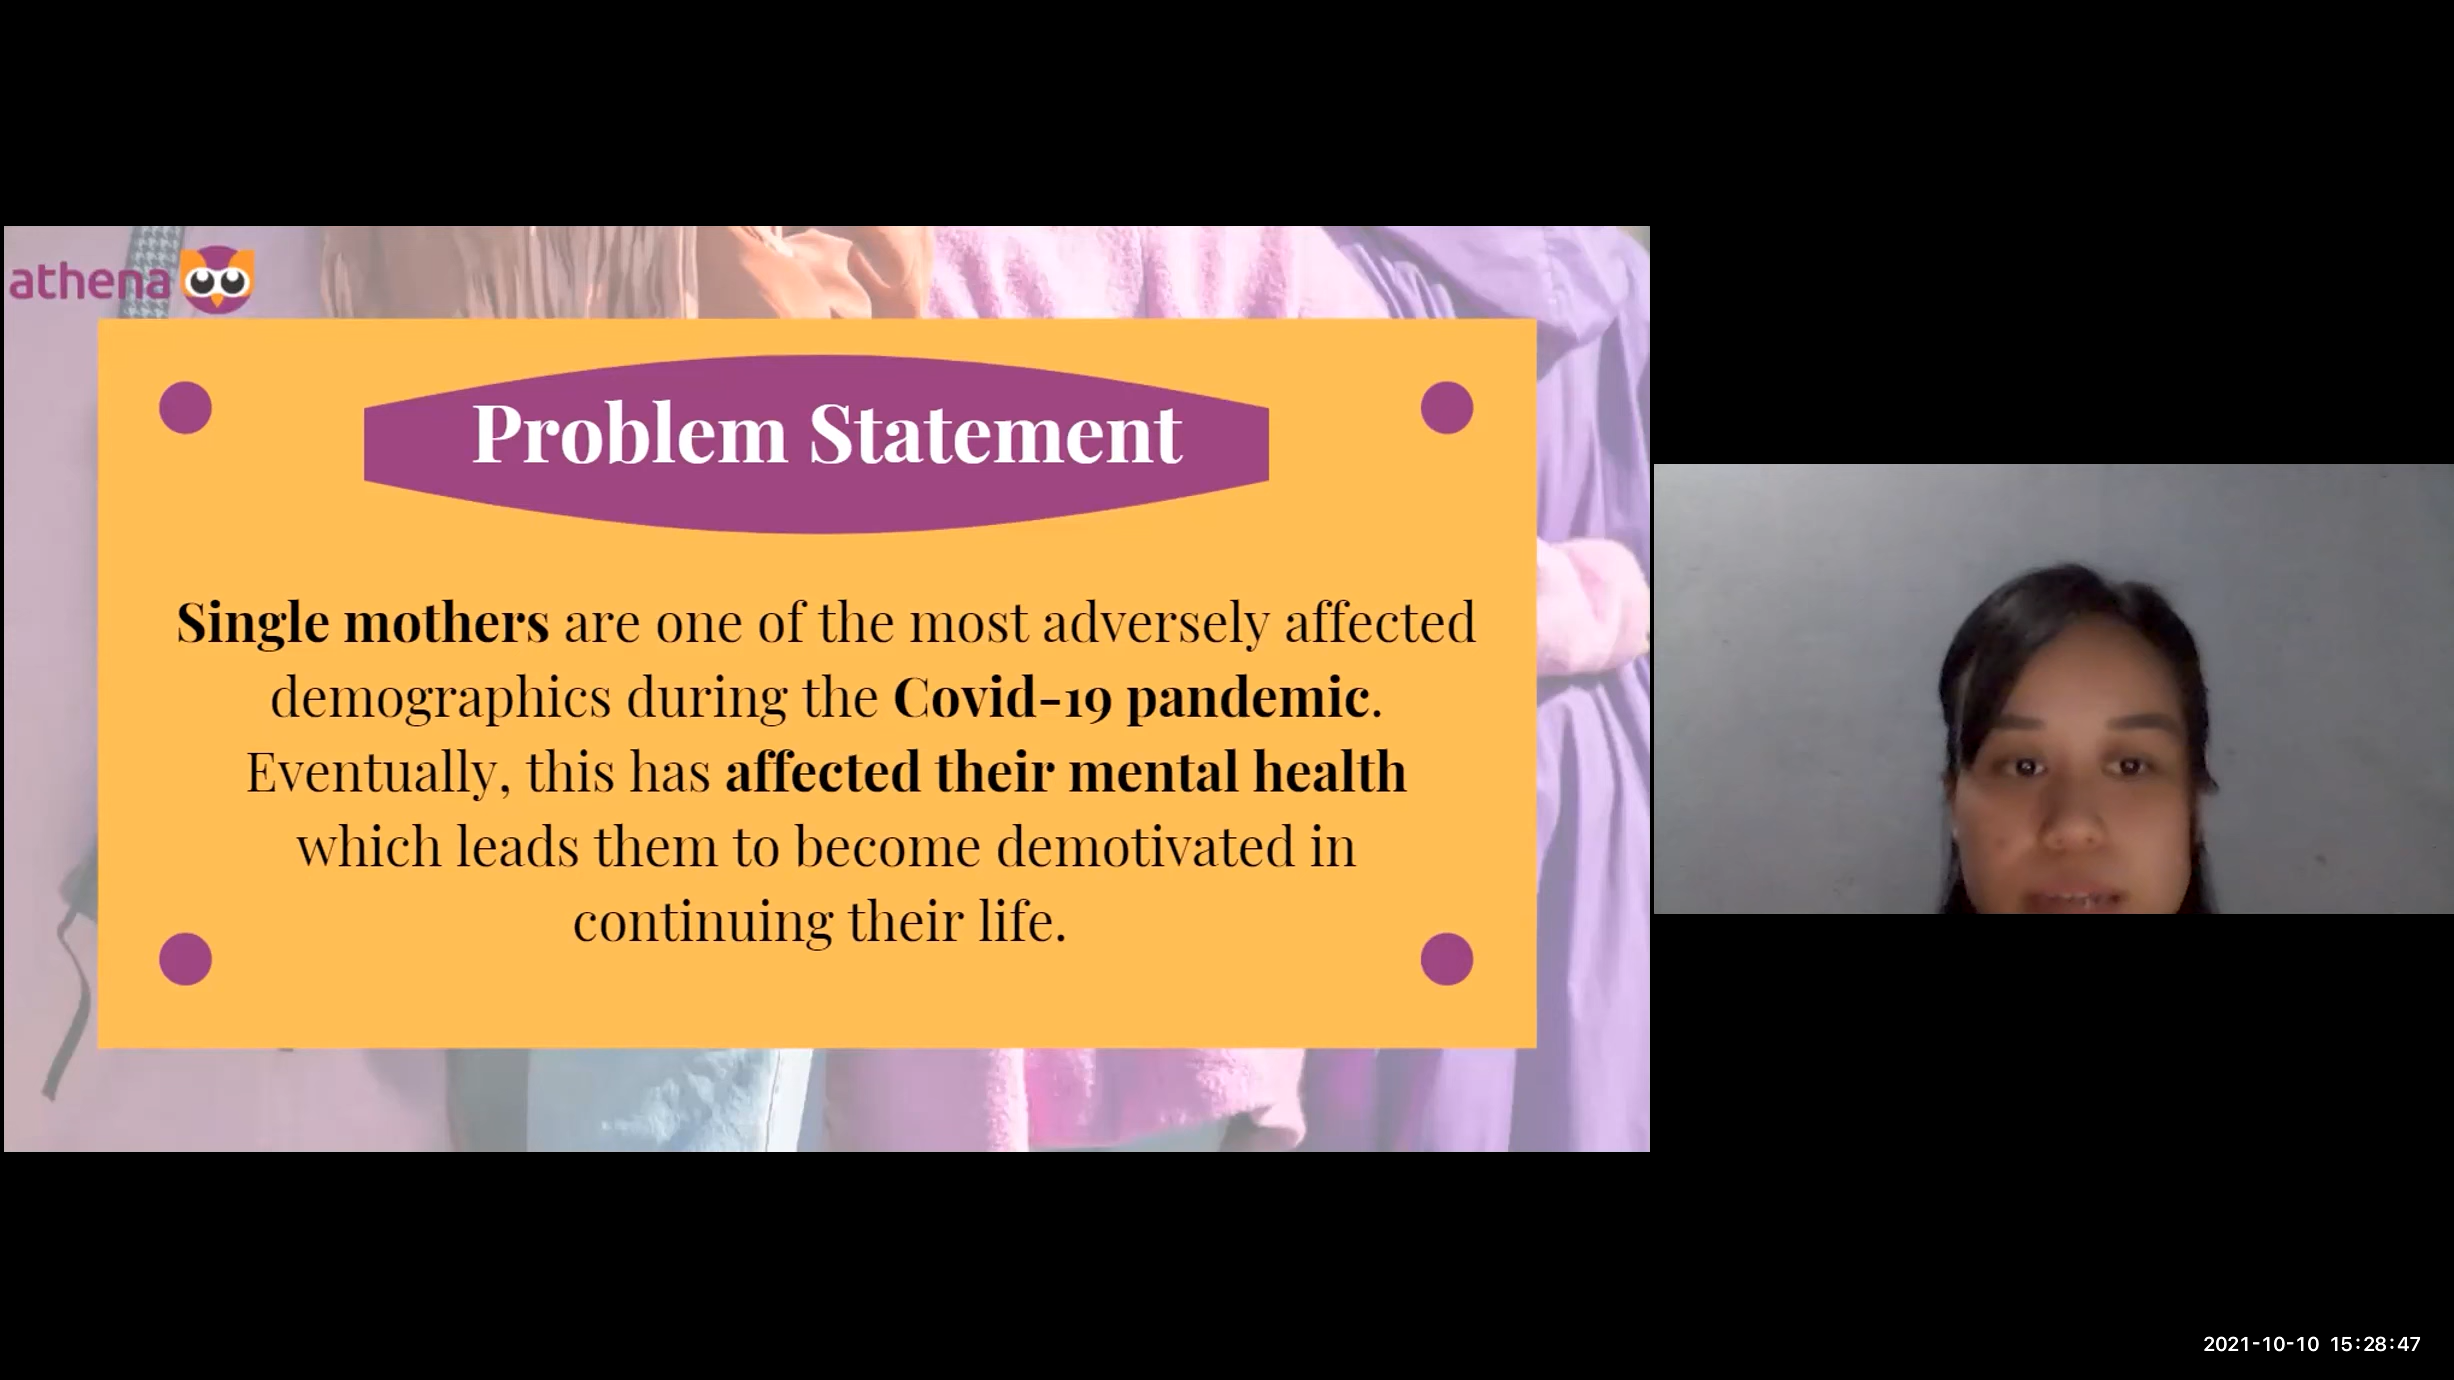 athena
Problem Statement
Single mothers are one of the most adversely affected
demographics during the Covid-19 pandemic.
Eventually, this has affected their mental health
which leads them to become demotivated in
continuing their life.
2021-10-10 15:28:47